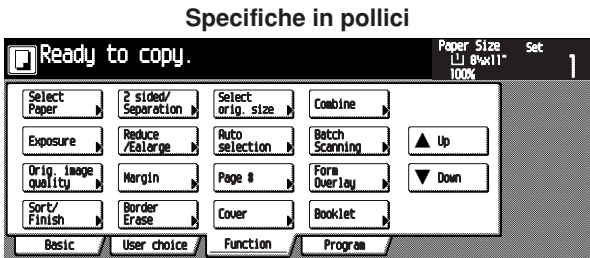 Specifiche in pollici
Ready to copy.
Paper Size
8½x11"
100%
Set
1
Select
Paper
2 sided/
Separation
Select
orig. size
Combine
Exposure
Reduce
/Ealarge
Auto
selection
Batch
Scanning
▲ Up
Orig. image
quality
Margin
Page #
Form
Overlay
▼ Down
Sort/
Finish
Border
Erase
Cover
Booklet
Basic
User choice
Function
Program